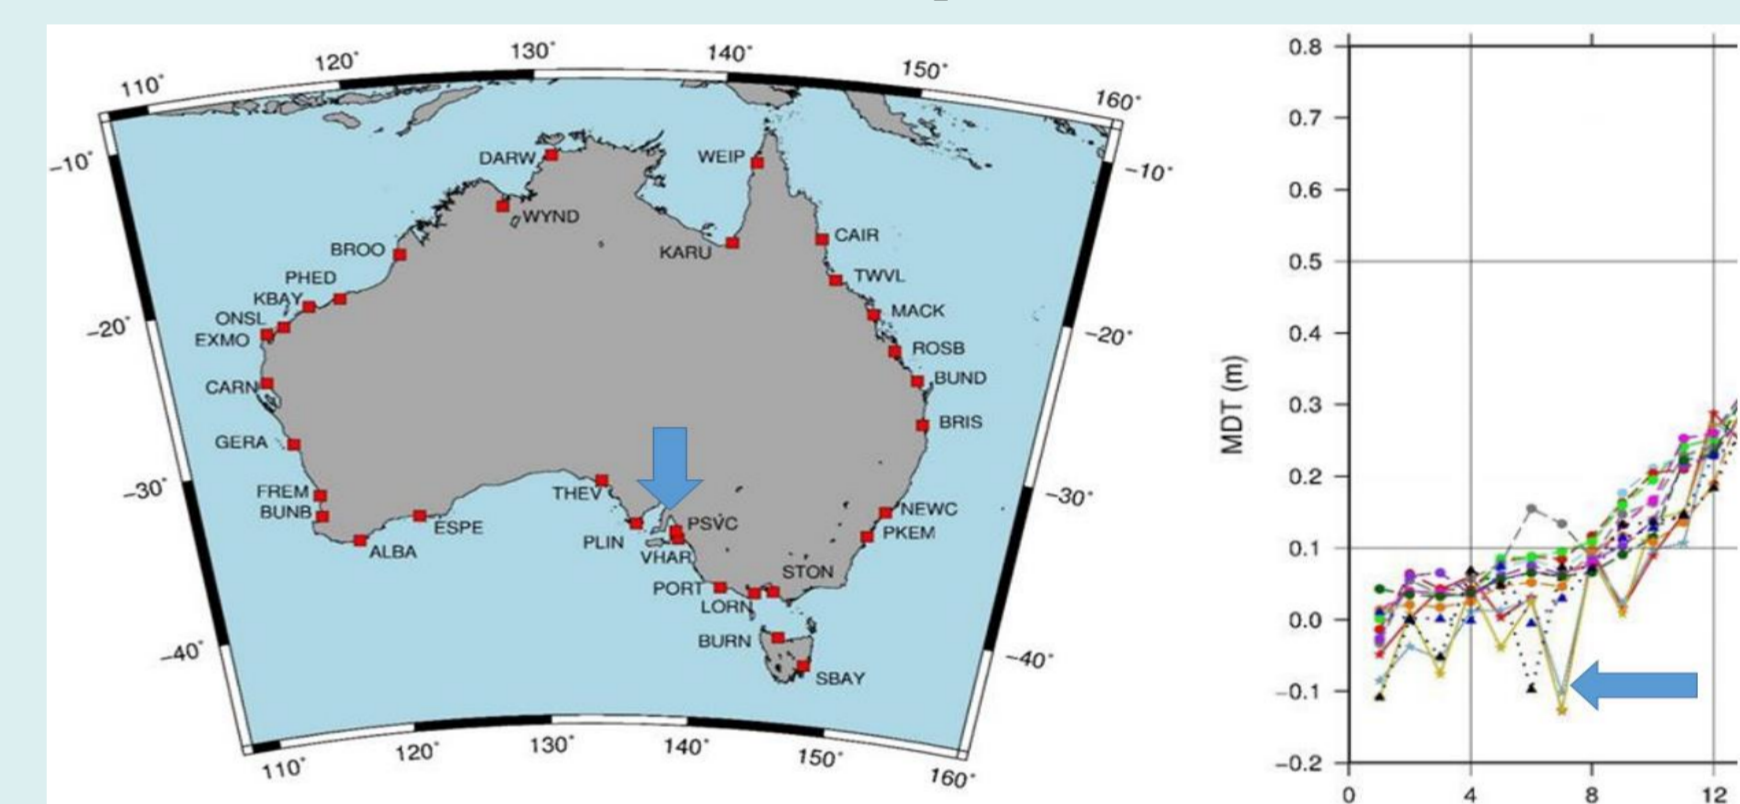 110° 120° 130° 140° 150° 160°
−10° −10°
DARW WEIP
WYND
BROO KARU CAIR
PHED TWVL
KBAY
ONSL MACK
−20° EXMO −20°
ROSB
CARN BUND
BRIS
GERA
−30° FREM THEV −30°
BUNB ESPE NEWC
ALBA PLIN PSVC PKEM
VHAR
PORT STON
LORN
−40° BURN −40°
SBAY
110° 120° 130° 140° 150° 160°
MDT (m)
0.8
0.7
0.6
0.5
0.4
0.3
0.2
0.1
0.0
−0.1
−0.2
0 4 8 12